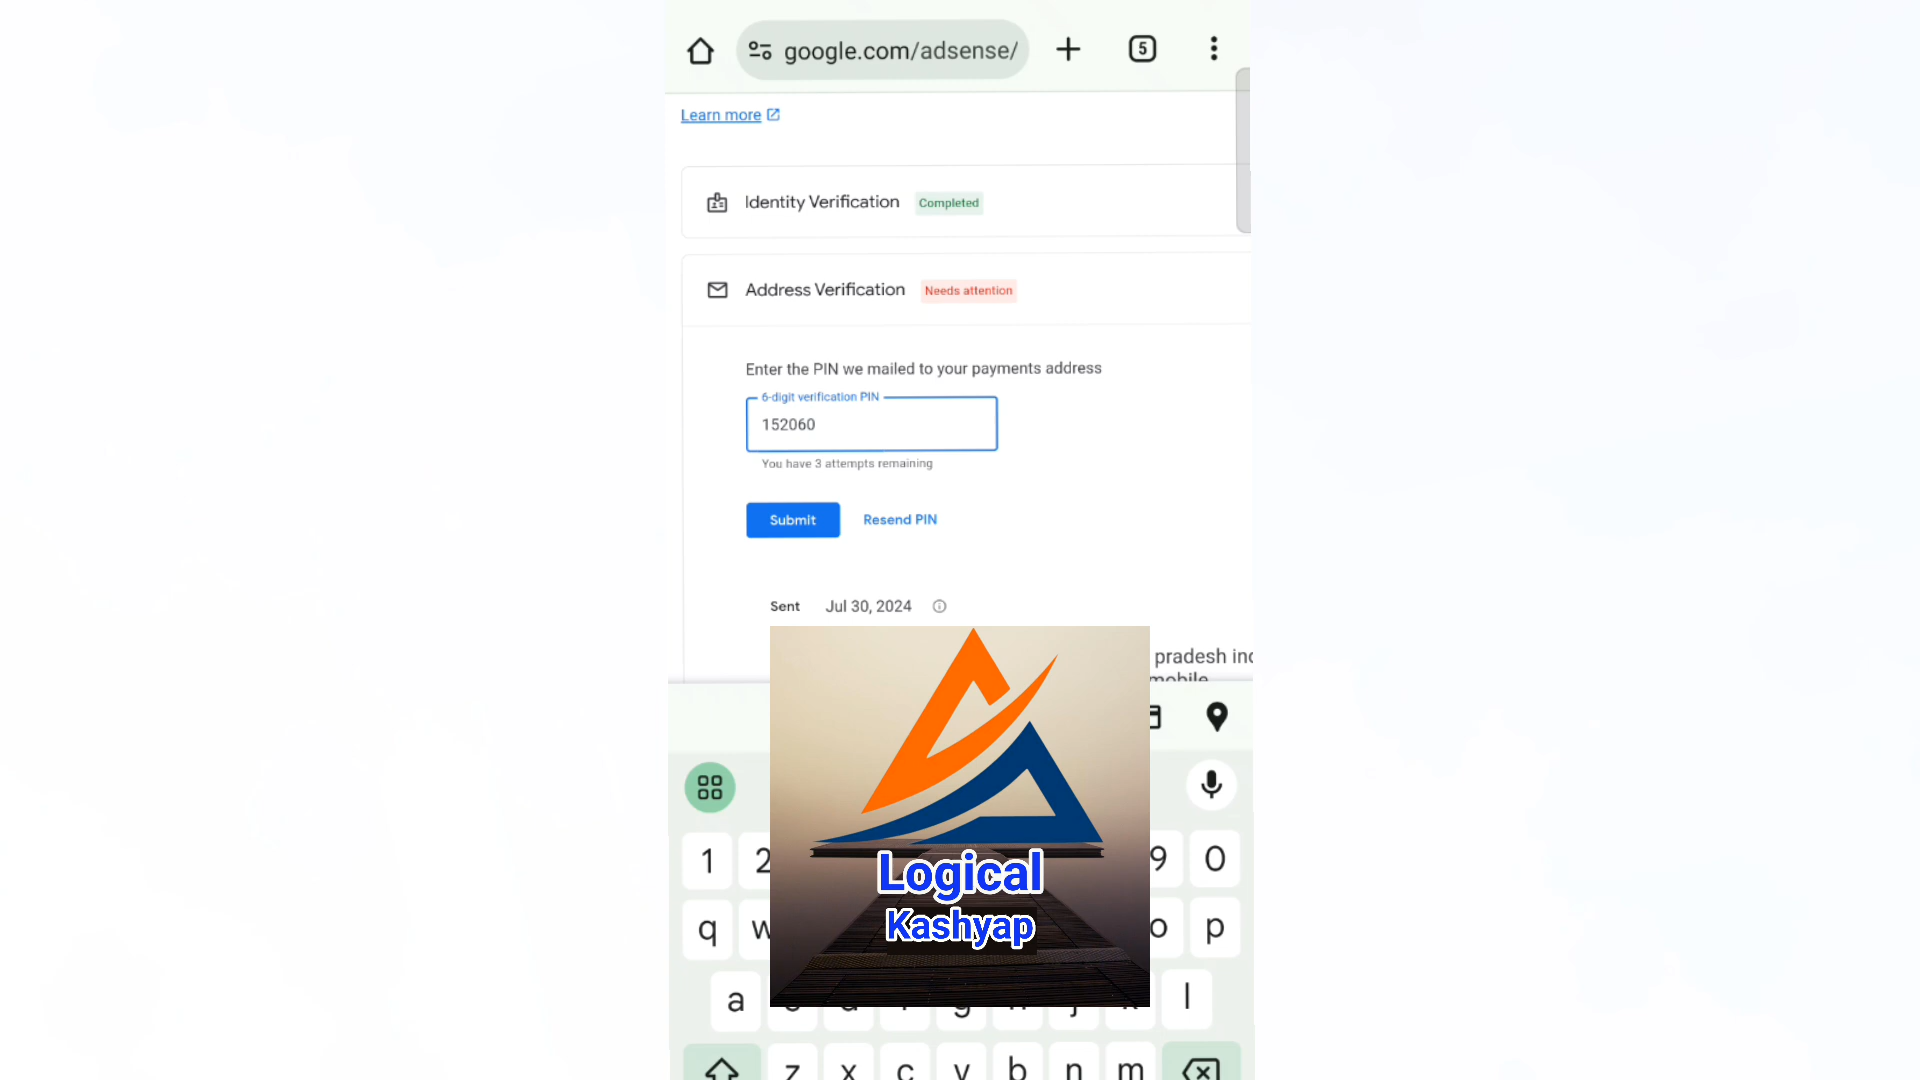 google.com/adsense/
5
Learn more
Identity Verification Completed
Address Verification Needs attention
Enter the PIN we mailed to your payments address
6-digit verification PIN
152060
You have 3 attempts remaining
Submit Resend PIN
Sent Jul 30, 2024
pradesh
mobile
1 2 9 0
q w o p
a l
z x c v b n m
Logical
Kashyap